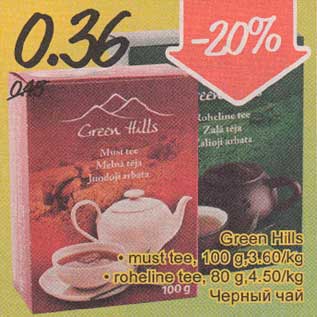 0.36
-20%
0.45
Green Hills
Must tee
Melnā tēja
Juodoji arbata
100 g
Roheline tee
Zaļā tēja
Žalioji arbata
Green Hills
• must tee, 100 g,3.60/kg
• roheline tee, 80 g,4.50/kg
Черный чай